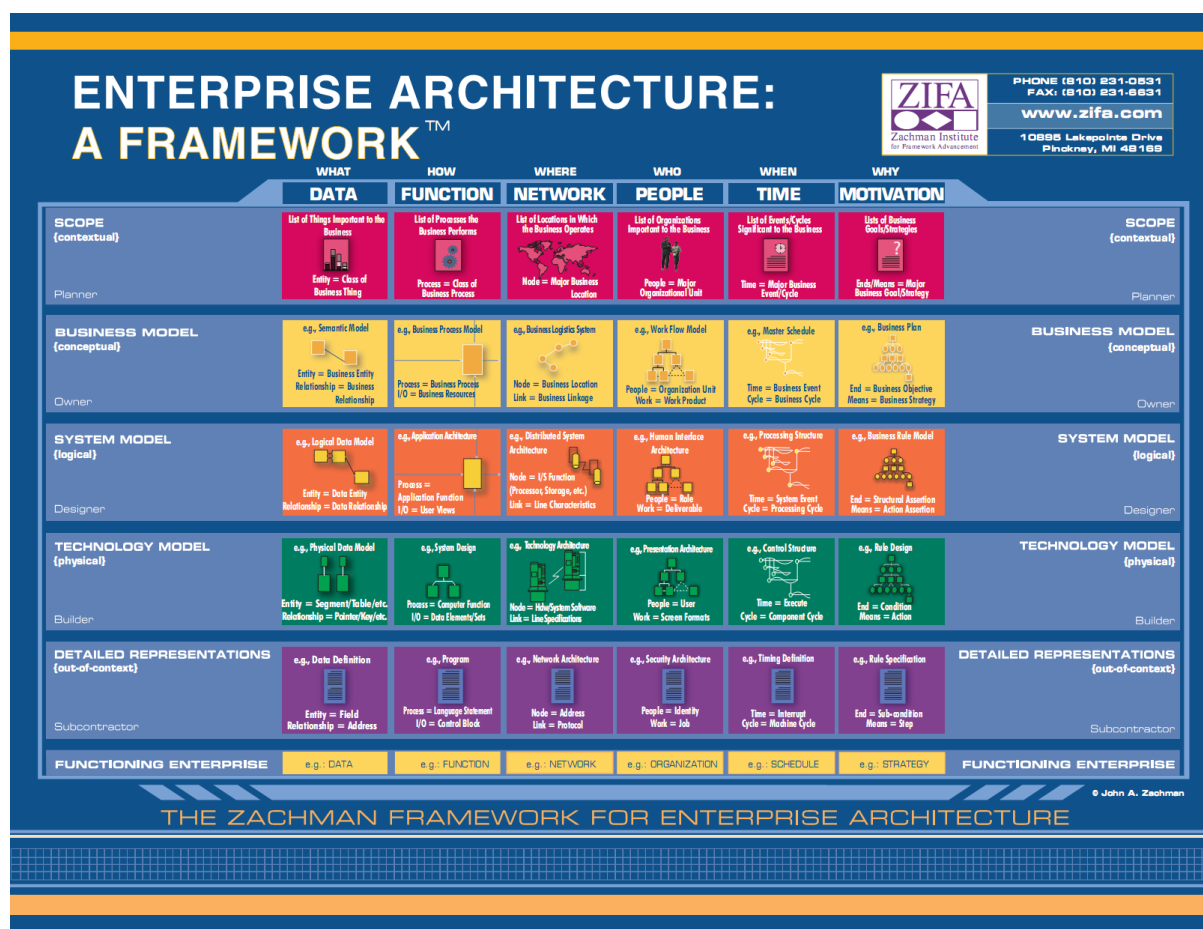 ENTERPRISE ARCHITECTURE:
A FRAMEWORK™
ZIFA
Zachman Institute
for Framework Advancement
PHONE (810) 231-0531
FAX: (810) 231-6631
www.zifa.com
10895 Lakepointe Drive
Pinckney, MI 48169
WHAT HOW WHERE WHO WHEN WHY
DATA FUNCTION NETWORK PEOPLE TIME MOTIVATION
SCOPE
{contextual}
Planner
List of Things Important to the
Business
Entity = Class of
Business Thing
List of Processes the
Business Performs
Process = Class of
Business Process
List of Locations in Which
the Business Operates
Node = Major Business
Location
List of Organizations
Important to the Business
People = Major
Organizational Unit
List of Events/Cycles
Significant to the Business
Time = Major Business
Event/Cycle
Lists of Business
Goals/Strategies
?
Ends/Means = Major
Business Goal/Strategy
SCOPE
{contextual}
Planner
BUSINESS MODEL
{conceptual}
Owner
e.g., Semantic Model
Entity = Business Entity
Relationship = Business
Relationship
e.g., Business Process Model
Process = Business Process
I/O = Business Resources
e.g., Business Logistics System
Node = Business Location
Link = Business Linkage
e.g., Work Flow Model
People = Organization Unit
Work = Work Product
e.g., Master Schedule
Time = Business Event
Cycle = Business Cycle
e.g., Business Plan
End = Business Objective
Means = Business Strategy
BUSINESS MODEL
{conceptual}
Owner
SYSTEM MODEL
{logical}
Designer
e.g., Logical Data Model
Entity = Data Entity
Relationship = Data Relationship
e.g., Application Architecture
Process =
Application Function
I/O = User Views
e.g., Distributed System
Architecture
Node = I/S Function
(Processor, Storage, etc.)
Link = Line Characteristics
e.g., Human Interface
Architecture
People = Role
Work = Deliverable
e.g., Processing Structure
Time = System Event
Cycle = Processing Cycle
e.g., Business Rule Model
End = Structural Assertion
Means = Action Assertion
SYSTEM MODEL
{logical}
Designer
TECHNOLOGY MODEL
{physical}
Builder
e.g., Physical Data Model
Entity = Segment/Table/etc.
Relationship = Pointer/Key/etc.
e.g., System Design
Process = Computer Function
I/O = Data Elements/Sets
e.g., Technology Architecture
Node = Hdw/System Software
Link = Line Specifications
e.g., Presentation Architecture
People = User
Work = Screen Formats
e.g., Control Structure
Time = Execute
Cycle = Component Cycle
e.g., Rule Design
End = Condition
Means = Action
TECHNOLOGY MODEL
{physical}
Builder
DETAILED REPRESENTATIONS
{out-of-context}
Subcontractor
e.g., Data Definition
Entity = Field
Relationship = Address
e.g., Program
Process = Language Statement
I/O = Control Block
e.g., Network Architecture
Node = Address
Link = Protocol
e.g., Security Architecture
People = Identity
Work = Job
e.g., Timing Definition
Time = Interrupt
Cycle = Machine Cycle
e.g., Rule Specification
End = Sub-condition
Means = Step
DETAILED REPRESENTATIONS
{out-of-context}
Subcontractor
FUNCTIONING ENTERPRISE
e.g.: DATA
e.g.: FUNCTION
e.g.: NETWORK
e.g.: ORGANIZATION
e.g.: SCHEDULE
e.g.: STRATEGY
FUNCTIONING ENTERPRISE
© John A. Zachman
THE ZACHMAN FRAMEWORK FOR ENTERPRISE ARCHITECTURE